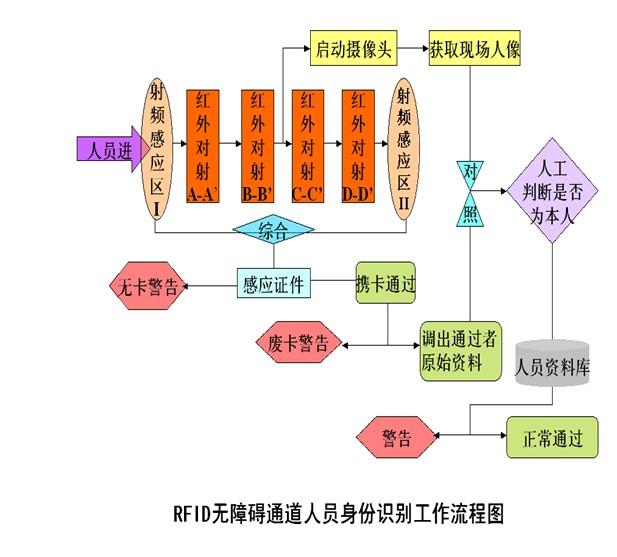 启动摄像头
获取现场人像
人员进
射频感应区I
红外对射A-A`
红外对射B-B’
红外对射C-C’
红外对射D-D’
射频感应区II
对
照
人工
判断是否
为本人
综合
无卡警告
感应证件
携卡通过
废卡警告
调出通过者
原始资料
人员资料库
警告
正常通过
RFID无障碍通道人员身份识别工作流程图